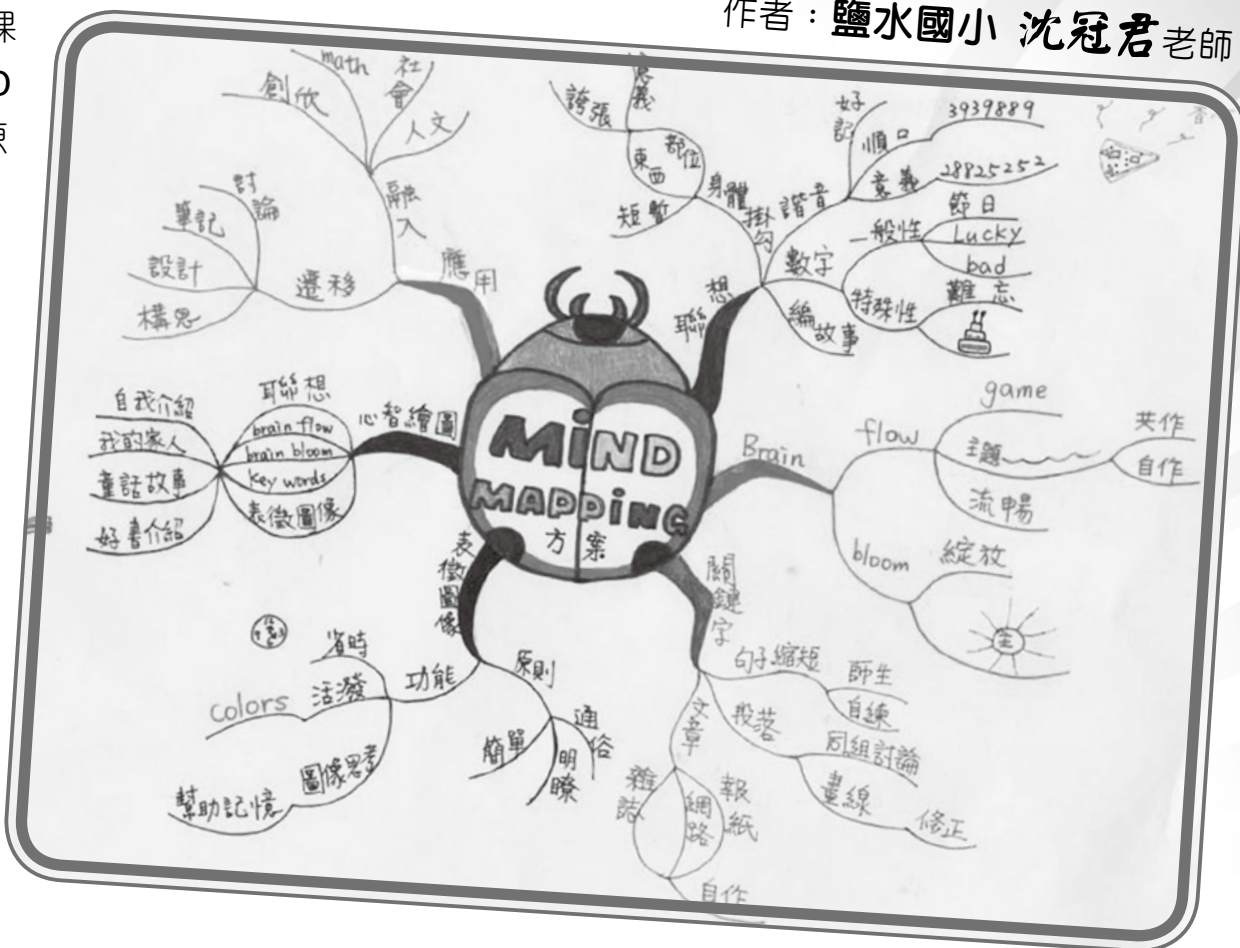 課
作者：鹽水國小 沈冠君老師
MiND
MAPPiNG
方案
聯想
身體掛勾
部位
東西
誇張
意義
短暫
諧音
好記
順口
3939889
意義
28825252
數字
一般性
節日
Lucky
bad
特殊性
難忘
編故事
Brain
flow
game
主題
共作
自作
流暢
bloom
綻放
關鍵字
句子縮短
師生
自練
段落
同組討論
畫線
修正
文章
雜誌
網路
報紙
自作
表徵圖像
原則
簡單
明瞭
通俗
功能
省時
活潑
colors
圖像思考
幫助記憶
心智繪圖
聯想
brain flow
brain bloom
key words
表徵圖像
自我介紹
我的家人
童話故事
好書介紹
應用
遷移
討論
筆記
設計
構思
融入
創欣
math
社會
人文